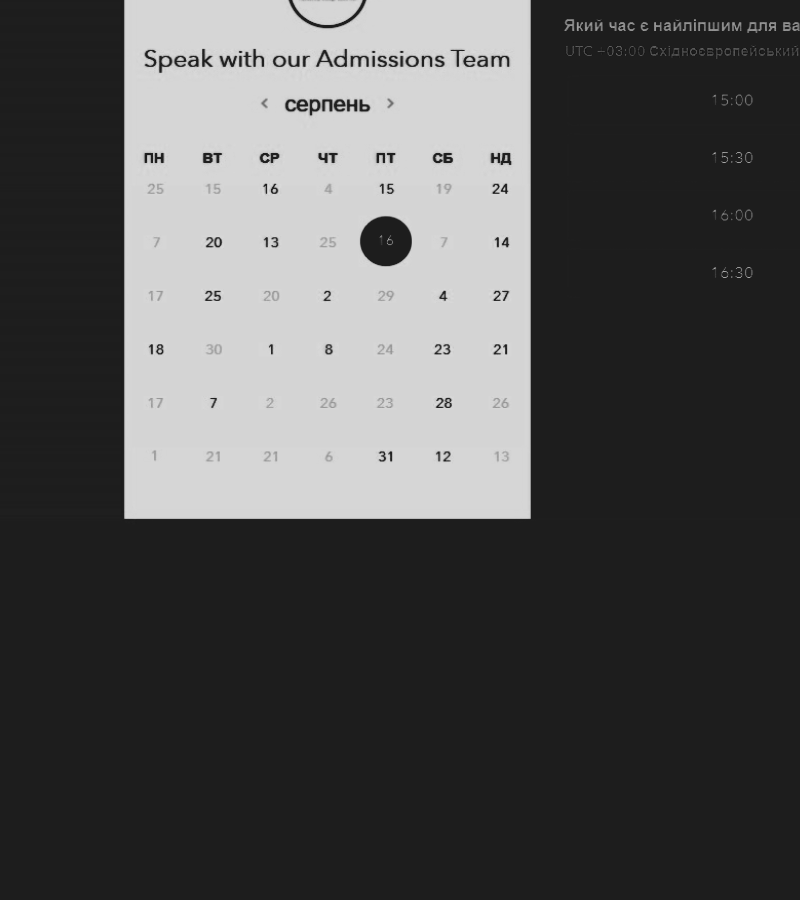 Speak with our Admissions Team
< серпень >
ПН ВТ СР ЧТ ПТ СБ НД
25 15 16 4 15 19 24
7 20 13 25 16 7 14
17 25 20 2 29 4 27
18 30 1 8 24 23 21
17 7 2 26 23 28 26
1 21 21 6 31 12 13
Який час є найліпшим для ва
UTC −03:00 Східноєвропейський
15:00
15:30
16:00
16:30